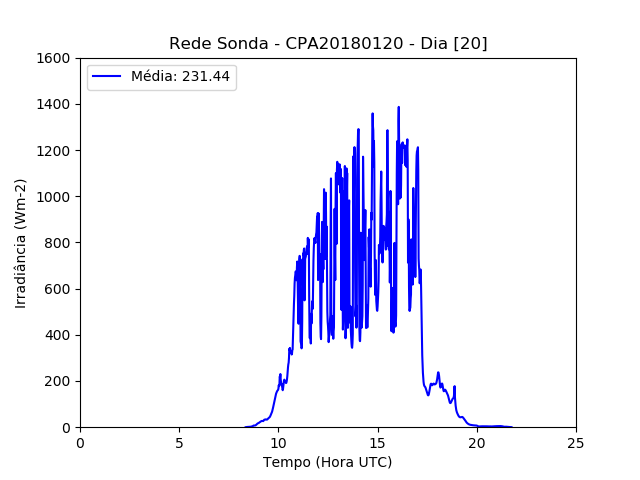 Rede Sonda - CPA20180120 - Dia [20]
Média: 231.44
Irradiância (Wm-2)
1600
1400
1200
1000
800
600
400
200
0
0 5 10 15 20 25
Tempo (Hora UTC)